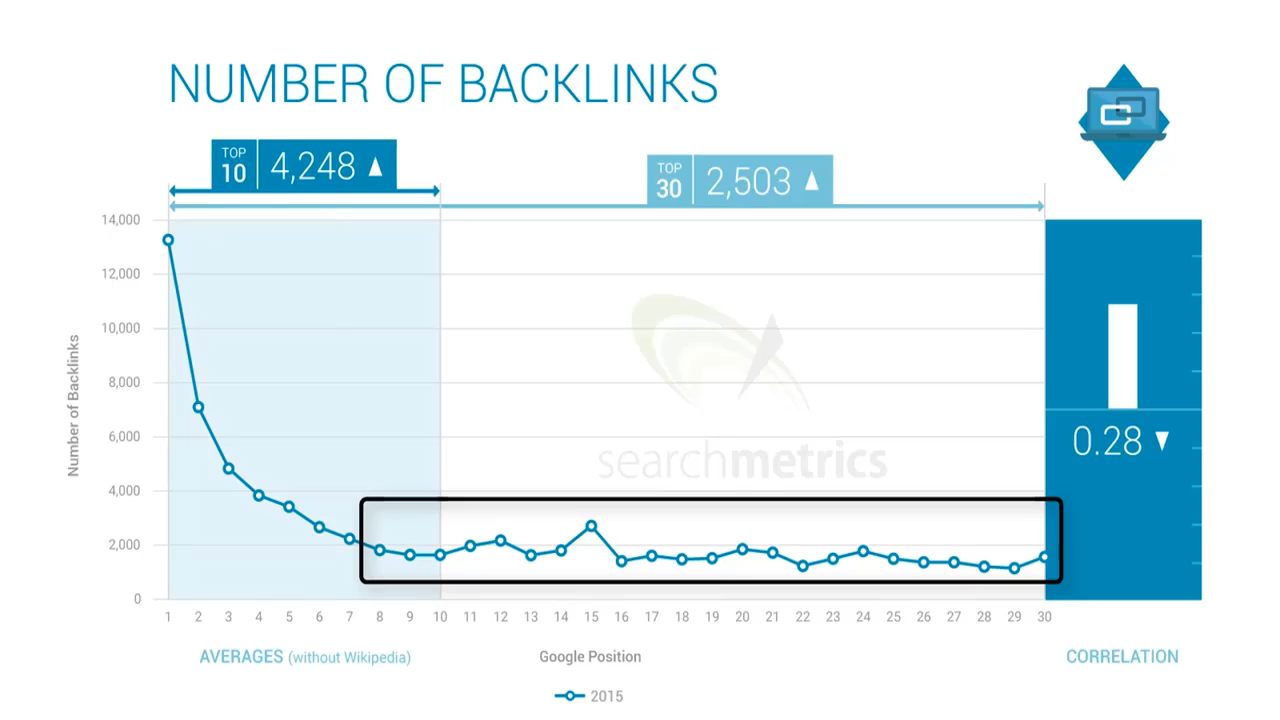 NUMBER OF BACKLINKS
TOP
10
4,248
TOP
30
2,503
14,000
12,000
10,000
8,000
6,000
4,000
2,000
0
Number of Backlinks
searchmetrics
0.28
1 2 3 4 5 6 7 8 9 10 11 12 13 14 15 16 17 18 19 20 21 22 23 24 25 26 27 28 29 30
AVERAGES (without Wikipedia)
Google Position
CORRELATION
2015